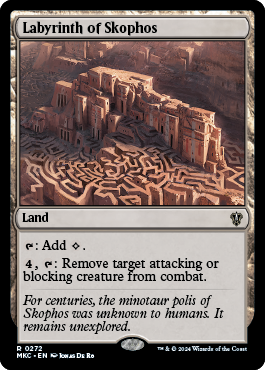 Labyrinth of Skophos
Land
: Add .
4, : Remove target attacking or
blocking creature from combat.
For centuries, the minotaur polis of
Skophos was unknown to humans. It
remains unexplored.
R 0272
MKC • EN Jonas De Ro
™ & © 2024 Wizards of the Coast